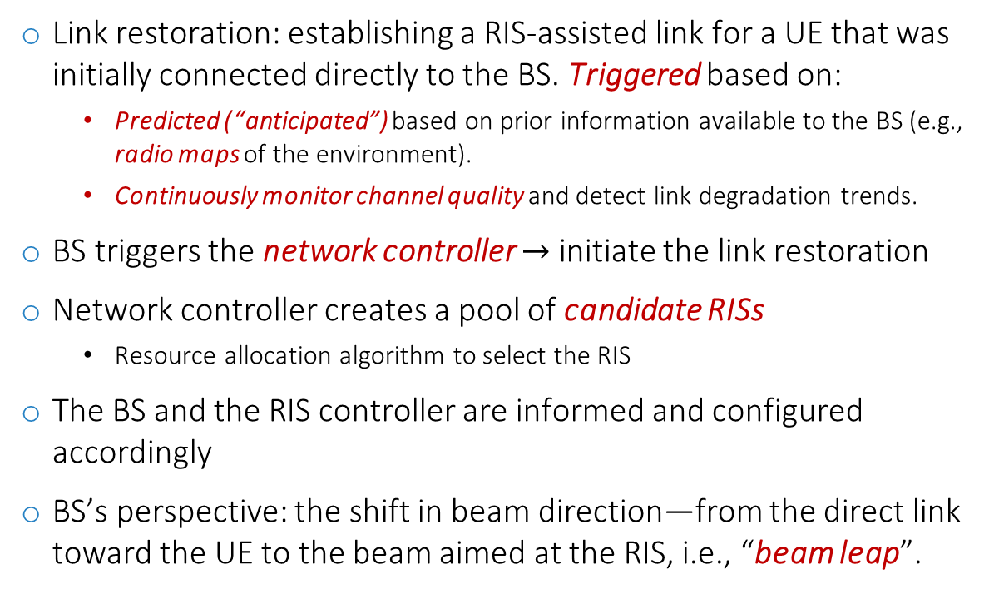 Link restoration: establishing a RIS-assisted link for a UE that was
initially connected directly to the BS. Triggered based on:
• Predicted (“anticipated”) based on prior information available to the BS (e.g.,
radio maps of the environment).
• Continuously monitor channel quality and detect link degradation trends.
BS triggers the network controller → initiate the link restoration
Network controller creates a pool of candidate RISs
• Resource allocation algorithm to select the RIS
The BS and the RIS controller are informed and configured
accordingly
BS’s perspective: the shift in beam direction—from the direct link
toward the UE to the beam aimed at the RIS, i.e., “beam leap”.